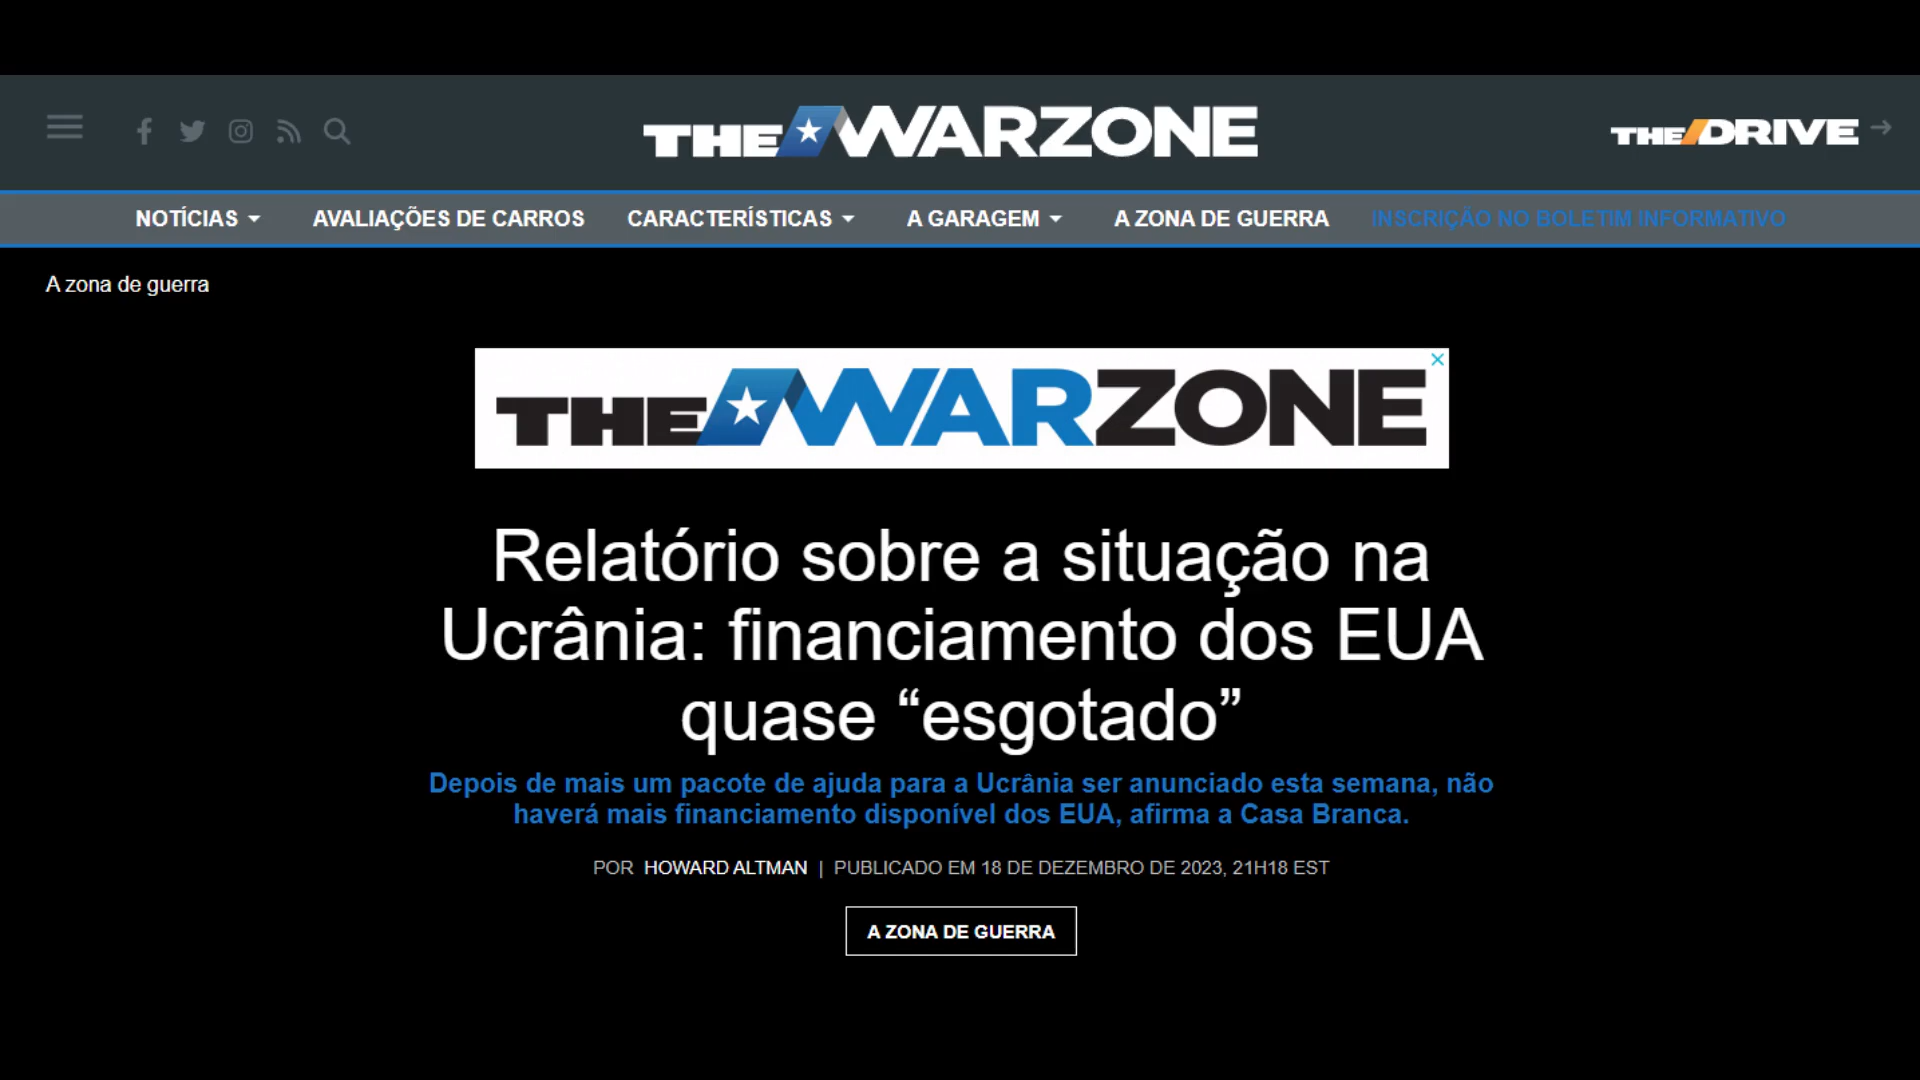 THE WARZONE
THE DRIVE
NOTÍCIAS AVALIAÇÕES DE CARROS CARACTERÍSTICAS A GARAGEM A ZONA DE GUERRA INSCRIÇÃO NO BOLETIM INFORMATIVO
A zona de guerra
THE WARZONE
Relatório sobre a situação na
Ucrânia: financiamento dos EUA
quase “esgotado”
Depois de mais um pacote de ajuda para a Ucrânia ser anunciado esta semana, não
haverá mais financiamento disponível dos EUA, afirma a Casa Branca.
POR HOWARD ALTMAN | PUBLICADO EM 18 DE DEZEMBRO DE 2023, 21H18 EST
A ZONA DE GUERRA